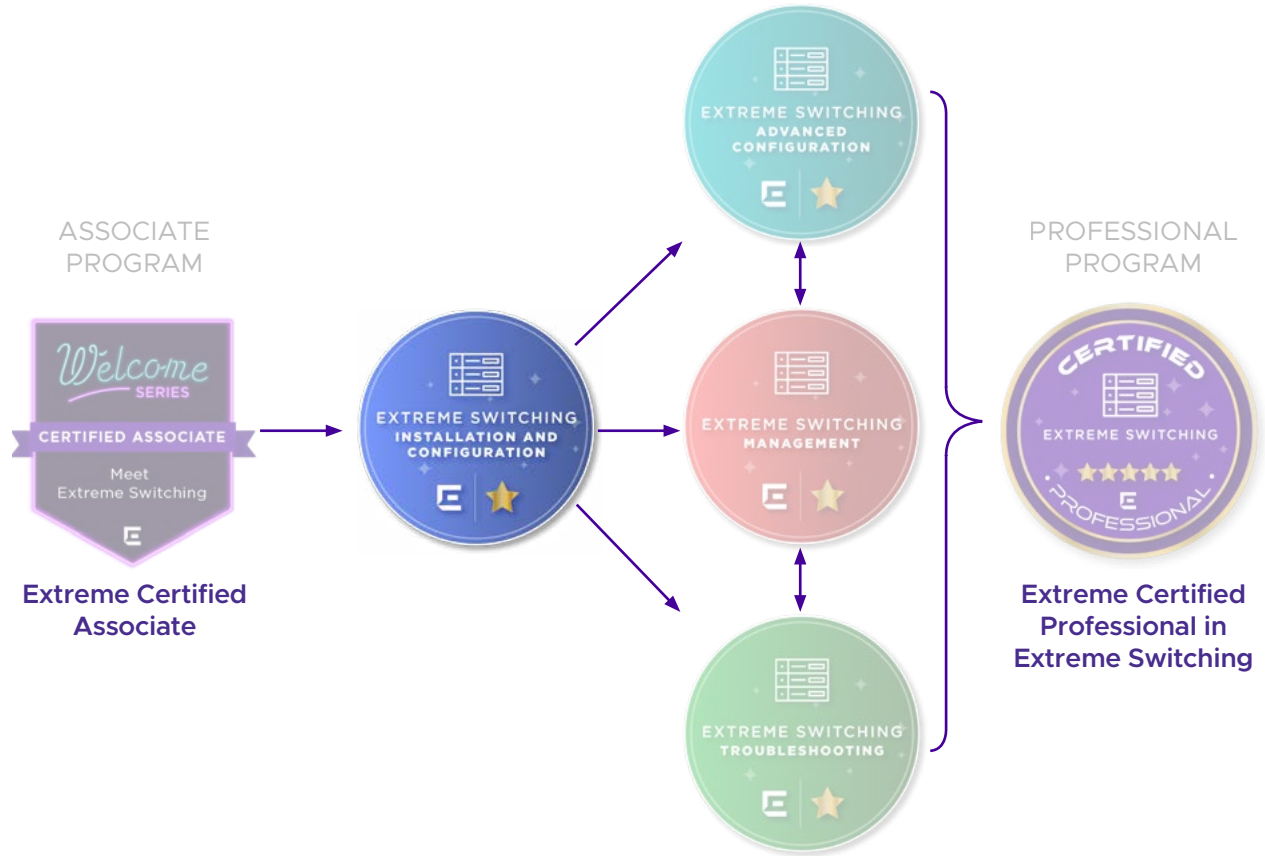 ASSOCIATE
PROGRAM
Welcome
SERIES
CERTIFIED ASSOCIATE
Meet
Extreme Switching
E
Extreme Certified
Associate
EXTREME SWITCHING
INSTALLATION AND
CONFIGURATION
E
EXTREME SWITCHING
ADVANCED
CONFIGURATION
E
EXTREME SWITCHING
MANAGEMENT
E
EXTREME SWITCHING
TROUBLESHOOTING
E
PROFESSIONAL
PROGRAM
CERTIFIED
EXTREME SWITCHING
E
PROFESSIONAL
Extreme Certified
Professional in
Extreme Switching